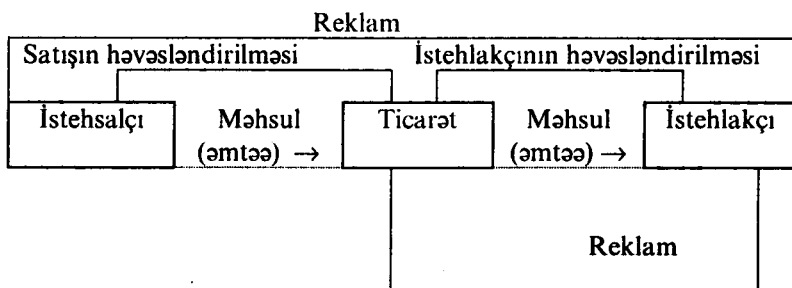 Reklam
Satışın həvəsləndirilməsi İstehlakçının həvəsləndirilməsi
İstehsalçı Məhsul Ticarət Məhsul İstehlakçı
(əmtəə) → (əmtəə) →
Reklam